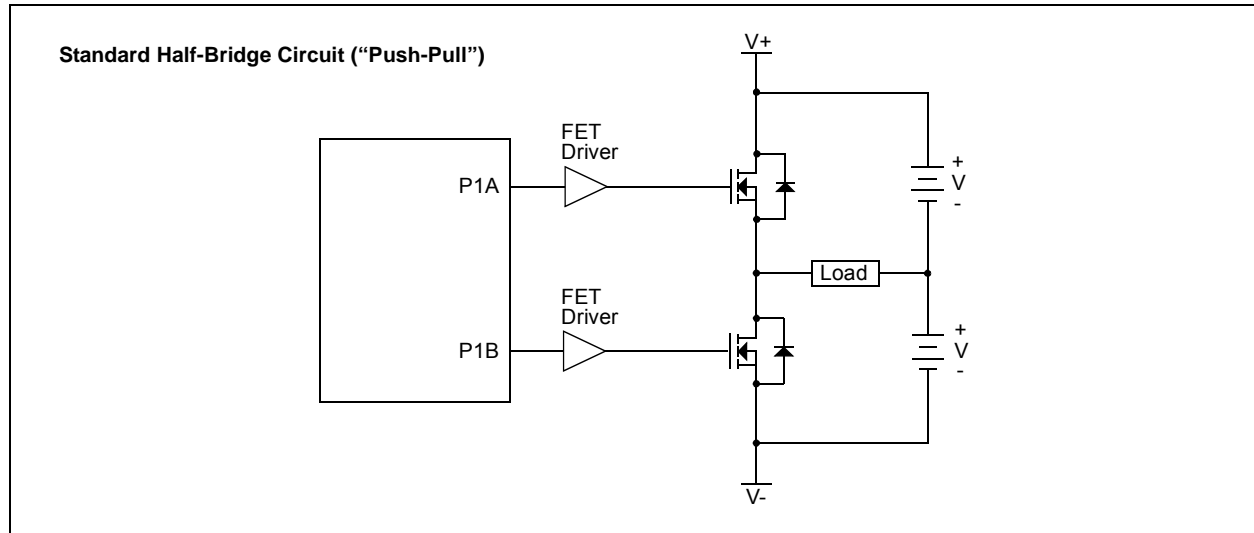 Standard Half-Bridge Circuit (“Push-Pull”)
V+
FET
Driver
P1A
+
V
-
Load
FET
Driver
P1B
+
V
-
V-